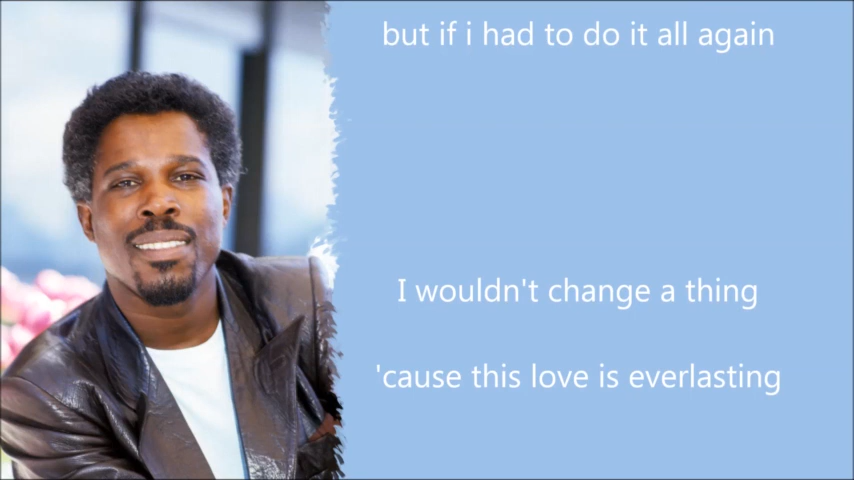 but if i had to do it all again
I wouldn't change a thing
'cause this love is everlasting